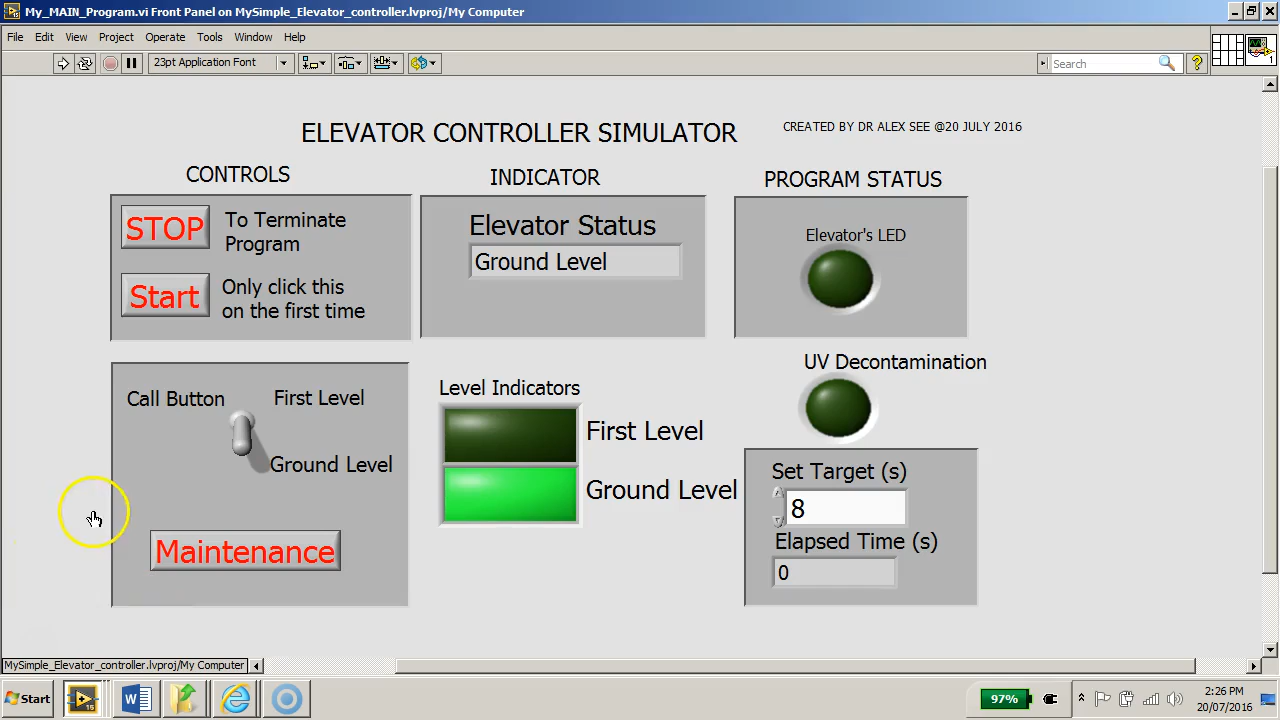 My_MAIN_Program.vi Front Panel on MySimple_Elevator_controller.lvproj/My Computer
File Edit View Project Operate Tools Window Help
23pt Application Font
Search
?
1
ELEVATOR CONTROLLER SIMULATOR
CREATED BY DR ALEX SEE @20 JULY 2016
CONTROLS
INDICATOR
PROGRAM STATUS
STOP
To Terminate
Program
Start
Only click this
on the first time
Elevator Status
Ground Level
Elevator's LED
Call Button
First Level
Ground Level
Maintenance
Level Indicators
First Level
Ground Level
UV Decontamination
Set Target (s)
8
Elapsed Time (s)
0
MySimple_Elevator_controller.lvproj/My Computer
Start
15
97%
2:26 PM
20/07/2016